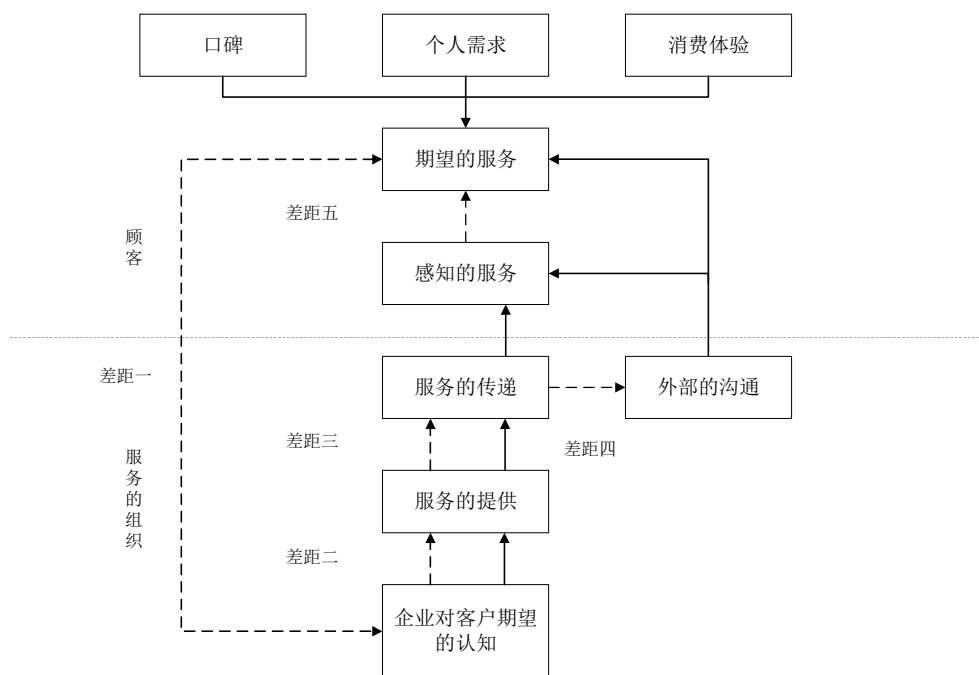 口碑
个人需求
消费体验
期望的服务
差距五
顾客
感知的服务
差距一
服务的传递
外部的沟通
差距三
差距四
服务的组织
服务的提供
差距二
企业对客户期望
的认知